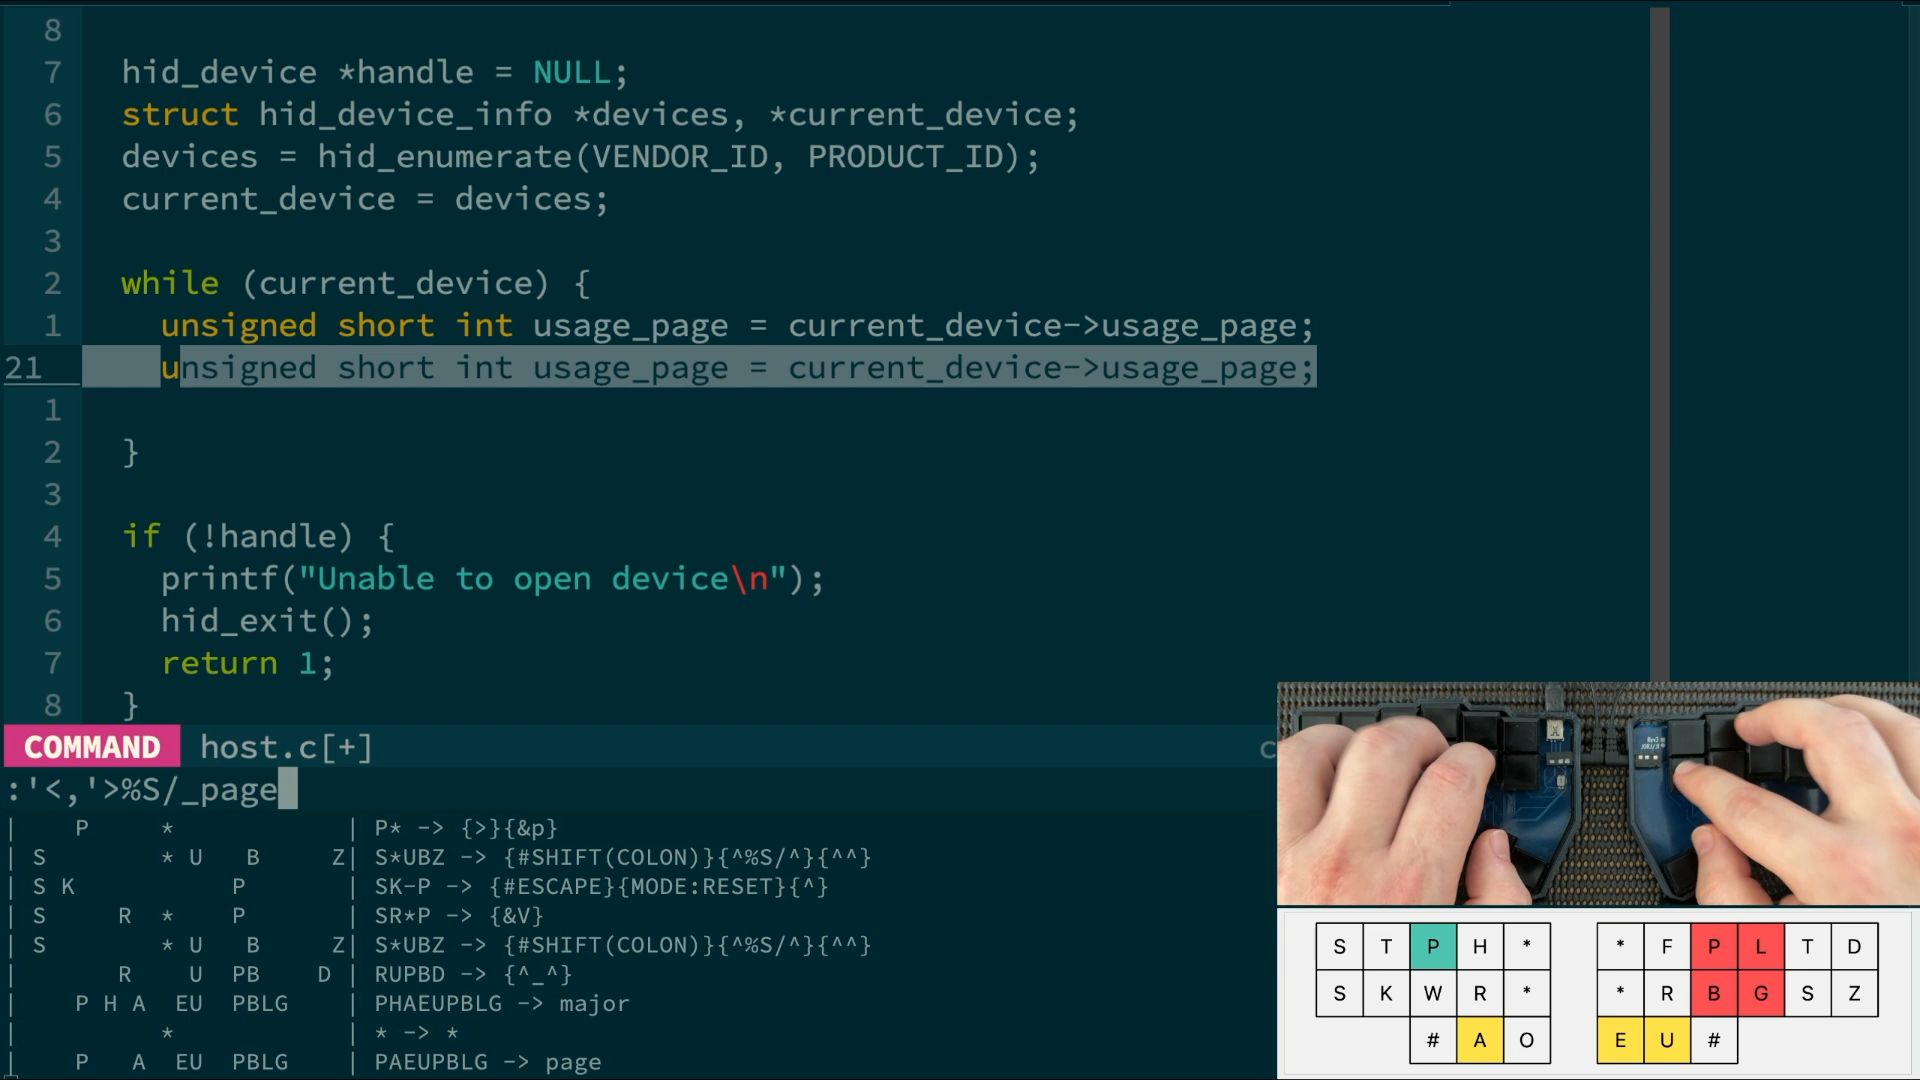 8
7 hid_device *handle = NULL;
6 struct hid_device_info *devices, *current_device;
5 devices = hid_enumerate(VENDOR_ID, PRODUCT_ID);
4 current_device = devices;
3
2 while (current_device) {
1 unsigned short int usage_page = current_device->usage_page;
21 unsigned short int usage_page = current_device->usage_page;
1
2 }
3
4 if (!handle) {
5 printf("Unable to open device\n");
6 hid_exit();
7 return 1;
8 }
COMMAND host.c[+] c
:'<,'>%S/_page
| P * | P* -> {>}{&p}
| S * U B Z| S*UBZ -> {#SHIFT(COLON)}{^%S/^}{^^}
| S K P | SK-P -> {#ESCAPE}{MODE:RESET}{^}
| S R * P | SR*P -> {&V}
| S * U B Z| S*UBZ -> {#SHIFT(COLON)}{^%S/^}{^^}
| R U PB D | RUPBD -> {^_^}
| P H A EU PBLG | PHAEUPBLG -> major
| * | * -> *
| P A EU PBLG | PAEUPBLG -> page
S T P H * * F P L T D
S K W R * * R B G S Z
# A O E U #